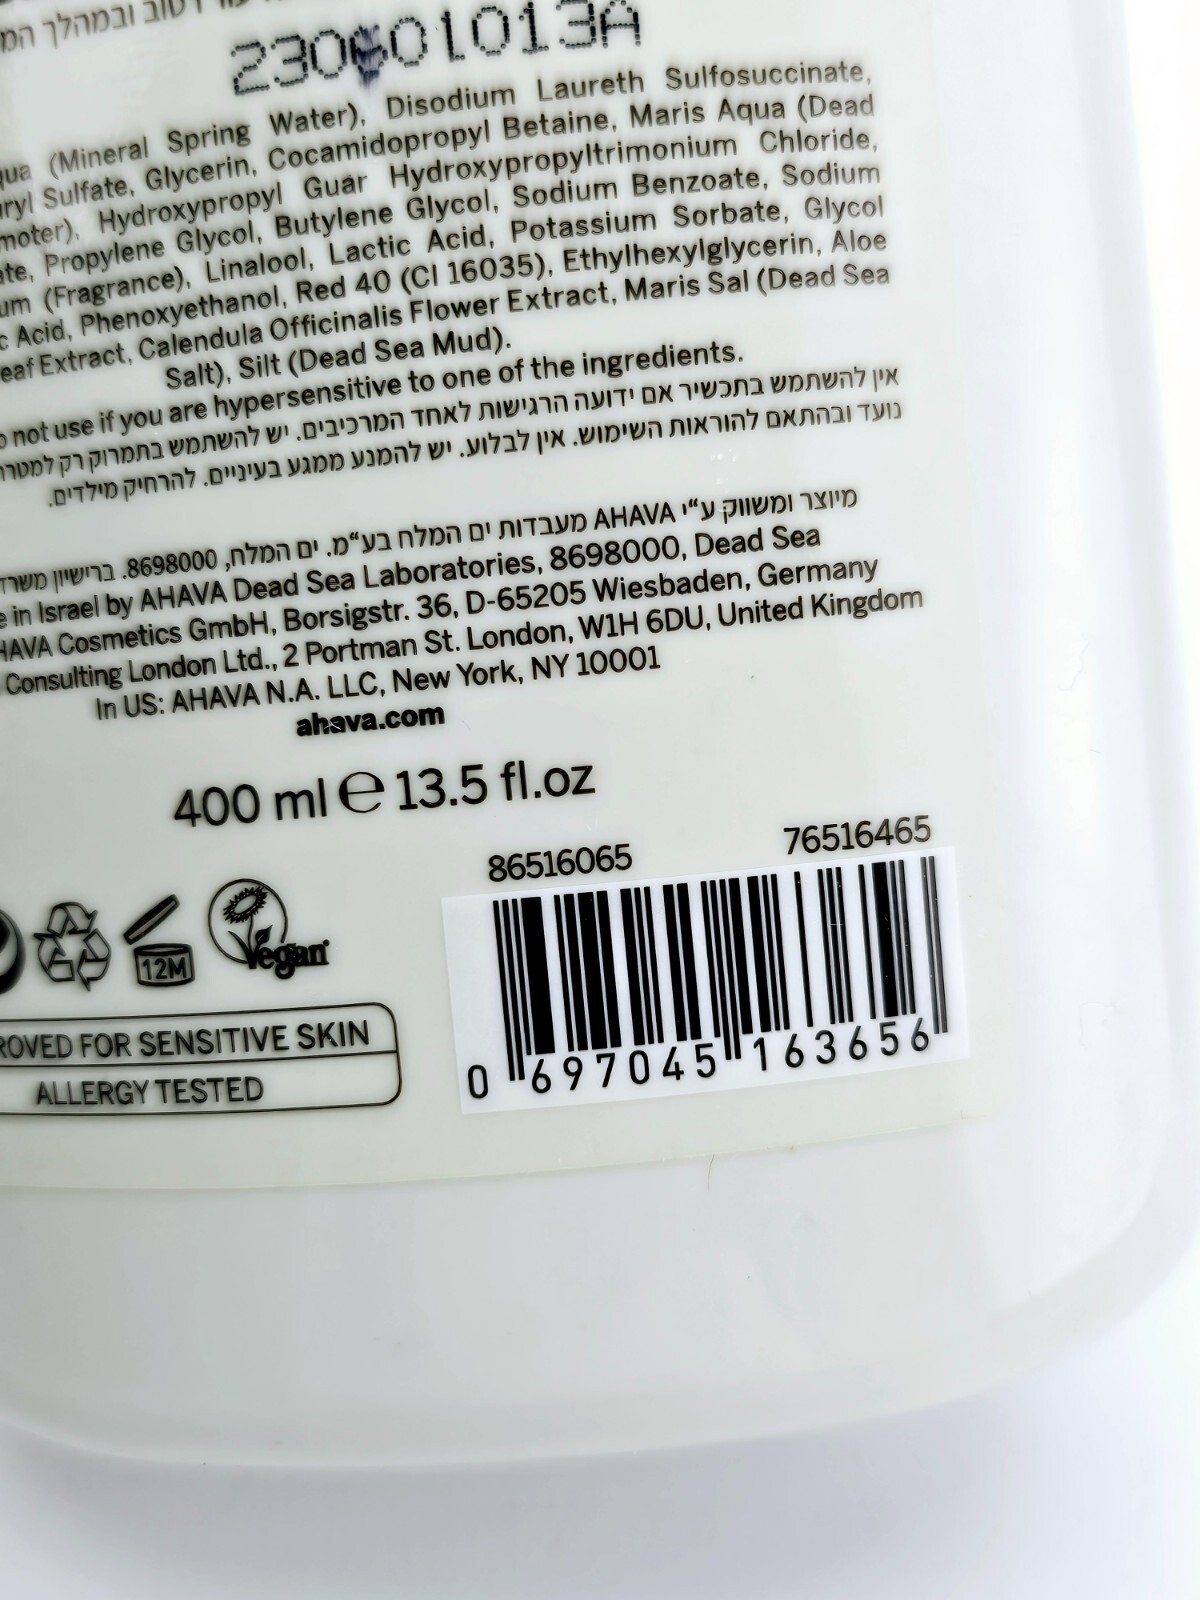 טוב ובמהלך
230601013A
(Mineral Spring Water), Disodium Laureth Sulfosuccinate,
Sulfate, Glycerin, Cocamidopropyl Betaine, Maris Aqua (Dead
Hydroxypropyl Guar Hydroxypropyltrimonium Chloride,
Propylene Glycol, Butylene Glycol, Sodium Benzoate, Sodium
(Fragrance), Linalool, Lactic Acid, Potassium Sorbate, Glycol
Acid, Phenoxyethanol, Red 40 (CI 16035), Ethylhexylglycerin, Aloe
eaf Extract, Calendula Officinalis Flower Extract, Maris Sal (Dead Sea
Salt), Silt (Dead Sea Mud).
not use if you are hypersensitive to one of the ingredients.
אין להשתמש בתכשיר אם ידועה הרגישות לאחד המרכיבים. יש להשתמש בתמרוק רק למטרה
נועד ובהתאם להוראות השימוש. אין לבלוע. יש להמנע ממגע בעיניים. להרחיק מילדים.
מיוצר ומשווק ע"י AHAVA מעבדות ים המלח בע"מ. ים המלח, 8698000. ברישיון משרד
e in Israel by AHAVA Dead Sea Laboratories, 8698000, Dead Sea
HAVA Cosmetics GmbH, Borsigstr. 36, D-65205 Wiesbaden, Germany
Consulting London Ltd., 2 Portman St. London, W1H 6DU, United Kingdom
In US: AHAVA N.A. LLC, New York, NY 10001
ahava.com
400 ml ℮ 13.5 fl.oz
86516065 76516465
12M
Vegan
ROVED FOR SENSITIVE SKIN
ALLERGY TESTED
0 697045 163656